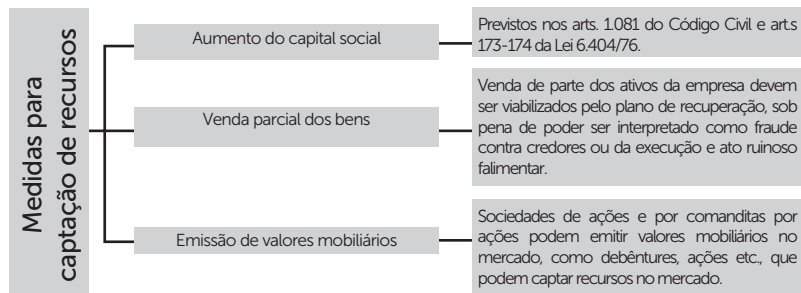 Medidas para
captação de recursos
Aumento do capital social
Previstos nos arts. 1.081 do Código Civil e art.s
173-174 da Lei 6.404/76.
Venda parcial dos bens
Venda de parte dos ativos da empresa devem
ser viabilizados pelo plano de recuperação, sob
pena de poder ser interpretado como fraude
contra credores ou da execução e ato ruinoso
falimentar.
Emissão de valores mobiliários
Sociedades de ações e por comanditas por
ações podem emitir valores mobiliários no
mercado, como debêntures, ações etc., que
podem captar recursos no mercado.